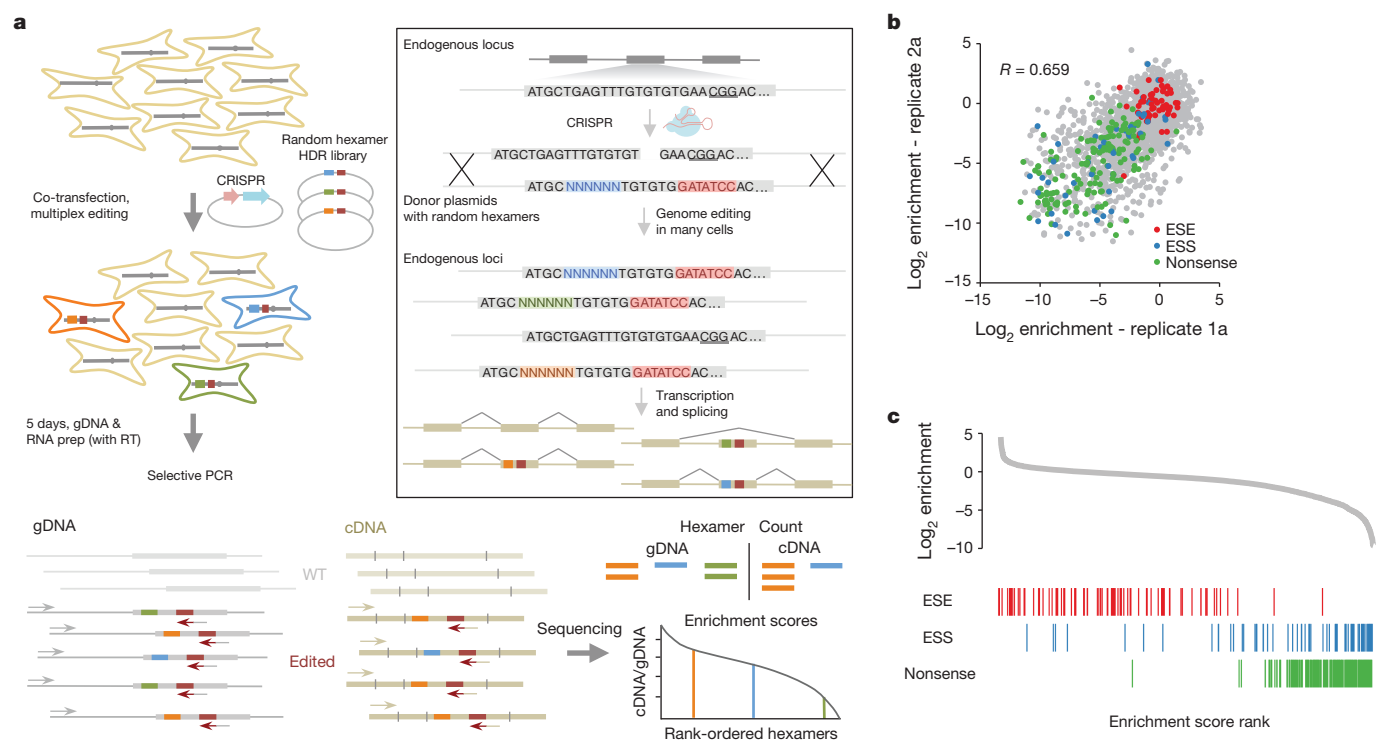 a
Random hexamer
HDR library
CRISPR
Co-transfection,
multiplex editing
5 days, gDNA &
RNA prep (with RT)
Selective PCR
Endogenous locus
ATGCTGAGTTTGTGTGTGAACGGAC...
CRISPR
ATGCTGAGTTTGTGTGT GAACGGAC...
ATGCNNNNNNTGTGTGGATATCCAC...
Donor plasmids
with random hexamers
Genome editing
in many cells
Endogenous loci
ATGCNNNNNNTGTGTGGATATCCAC...
ATGCNNNNNNTGTGTGGATATCCAC...
ATGCTGAGTTTGTGTGTGAACGGAC...
ATGCNNNNNNTGTGTGGATATCCAC...
Transcription
and splicing
gDNA
WT
Edited
cDNA
Sequencing
Hexamer Count
gDNA cDNA
Enrichment scores
cDNA/gDNA
Rank-ordered hexamers
b
Log2 enrichment - replicate 2a
5
0
−5
−10
−15
R = 0.659
ESE
ESS
Nonsense
−15 −10 −5 0 5
Log2 enrichment - replicate 1a
c
Log2 enrichment
5
0
−5
−10
ESE
ESS
Nonsense
Enrichment score rank